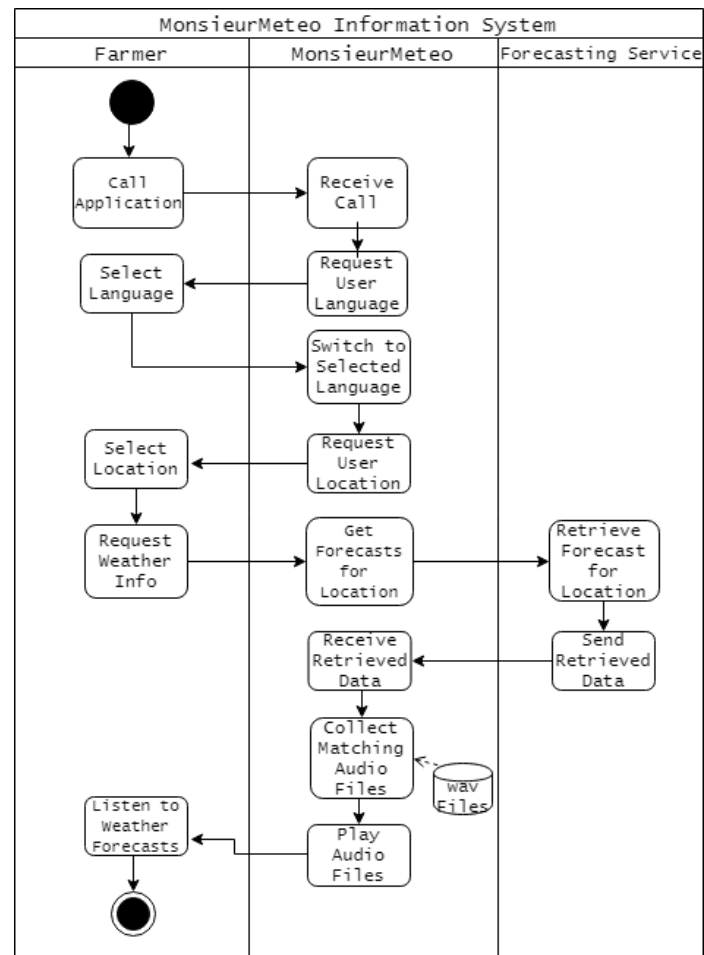 MonsieurMeteo Information System
Farmer
MonsieurMeteo
Forecasting Service
Call
Application
Receive
Call
Select
Language
Request
User
Language
Switch to
Selected
Language
Select
Location
Request
User
Location
Request
Weather
Info
Get
Forecasts
for
Location
Retrieve
Forecast
for
Location
Receive
Retrieved
Data
Send
Retrieved
Data
Collect
Matching
Audio
Files
wav
Files
Listen to
Weather
Forecasts
Play
Audio
Files